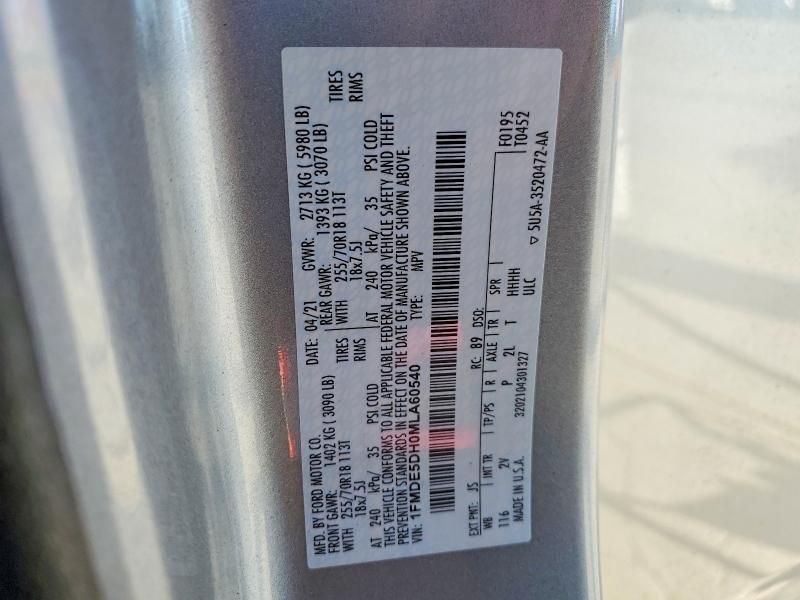 MFD. BY FORD MOTOR CO. DATE: 04/21 GVWR: 2713 KG ( 5980 LB)
FRONT GAWR: 1402 KG ( 3090 LB) REAR GAWR: 1393 KG ( 3070 LB)
WITH 255/70R18 113T TIRES WITH 255/70R18 113T TIRES
18x7.5J RIMS 18x7.5J RIMS
AT 240 kPa/ 35 PSI COLD AT 240 kPa/ 35 PSI COLD
THIS VEHICLE CONFORMS TO ALL APPLICABLE FEDERAL MOTOR VEHICLE SAFETY AND THEFT
PREVENTION STANDARDS IN EFFECT ON THE DATE OF MANUFACTURE SHOWN ABOVE.
VIN: 1FMDE5DH0MLA60540 TYPE: MPV
EXT PNT: JS RC: B9 DSO: F0195
WB INT TR TP/PS R AXLE TR SPR T0452
116 2V P 2L T HHHH
MADE IN U.S.A. 3202104301327 ULC ▽ 5U5A-3520472-AA